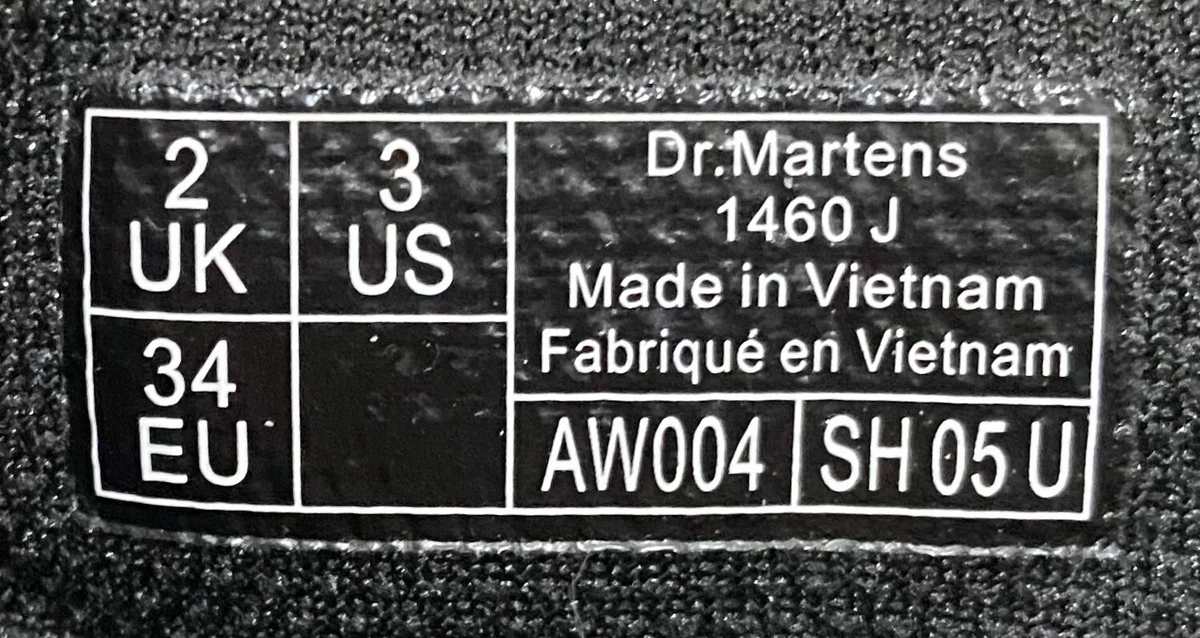 2
UK
3
US
34
EU
Dr.Martens
1460 J
Made in Vietnam
Fabriqué en Vietnam
AW004
SH 05 U